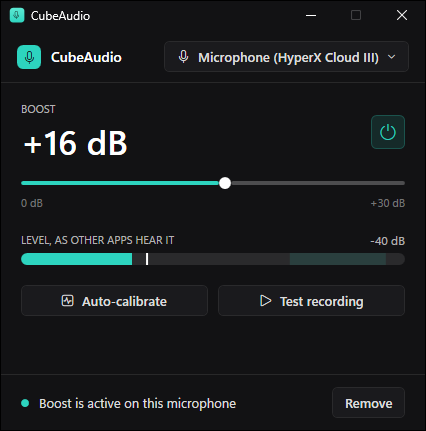 CubeAudio
CubeAudio
Microphone (HyperX Cloud III)
BOOST
+16 dB
0 dB
+30 dB
LEVEL, AS OTHER APPS HEAR IT
-40 dB
Auto-calibrate
Test recording
Boost is active on this microphone
Remove